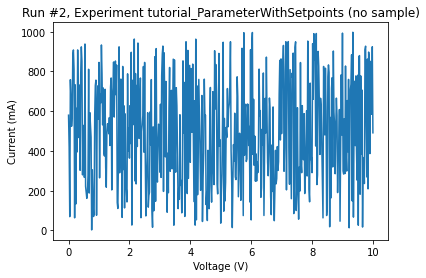 Run #2, Experiment tutorial_ParameterWithSetpoints (no sample)
1000
800
600
400
200
0
Current (mA)
0 2 4 6 8 10
Voltage (V)